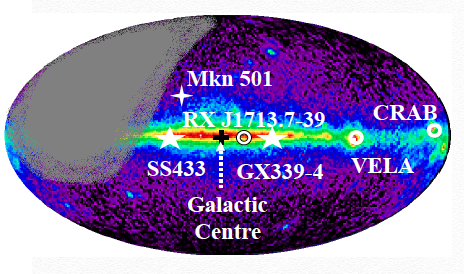 Mkn 501
RX J1713.7-39
CRAB
SS433
GX339-4
VELA
Galactic
Centre